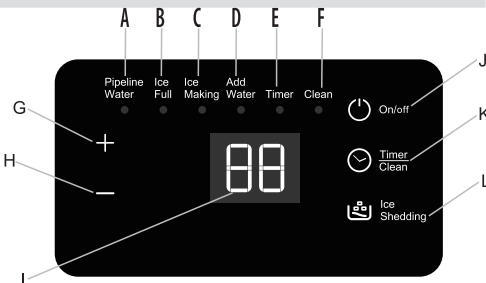 A B C D E F
Pipeline Ice Ice Add
Water Full Making Water Timer Clean
J
G
+
On/off
K
Timer
Clean
H
−
88
Ice
Shedding
L
I